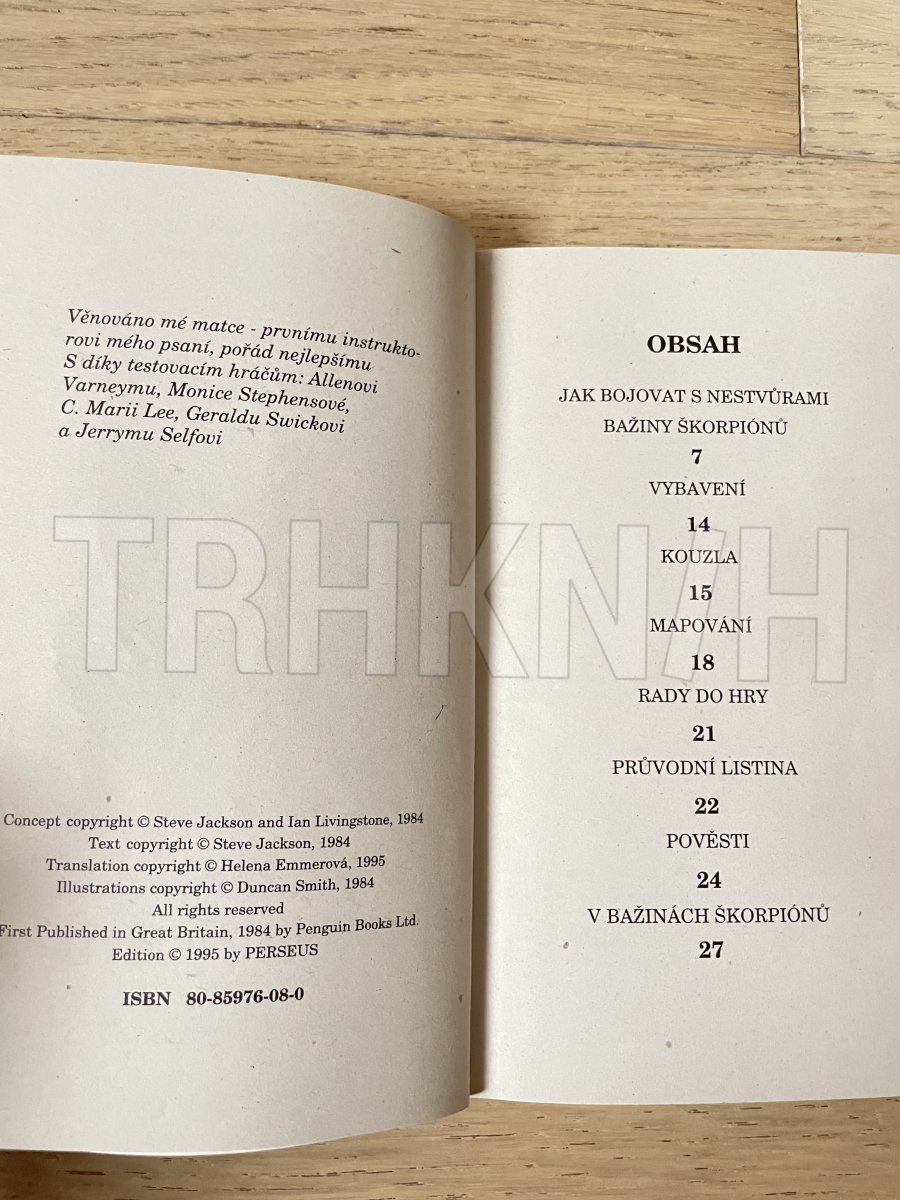 Věnováno mé matce - prvnímu instrukto-
rovi mého psaní, pořád nejlepšímu
S díky testovacím hráčům: Allenovi
Varneymu, Monice Stephensové,
C. Marii Lee, Geraldu Swickovi
a Jerrymu Selfovi
Concept copyright © Steve Jackson and Ian Livingstone, 1984
Text copyright © Steve Jackson, 1984
Translation copyright © Helena Emmerová, 1995
Illustrations copyright © Duncan Smith, 1984
All rights reserved
First Published in Great Britain, 1984 by Penguin Books Ltd.
Edition © 1995 by PERSEUS
ISBN 80-85976-08-0
OBSAH
JAK BOJOVAT S NESTVŮRAMI
BAŽINY ŠKORPIÓNŮ
7
VYBAVENÍ
14
KOUZLA
15
MAPOVÁNÍ
18
RADY DO HRY
21
PRŮVODNÍ LISTINA
22
POVĚSTI
24
V BAŽINÁCH ŠKORPIÓNŮ
27
TRHKN/H